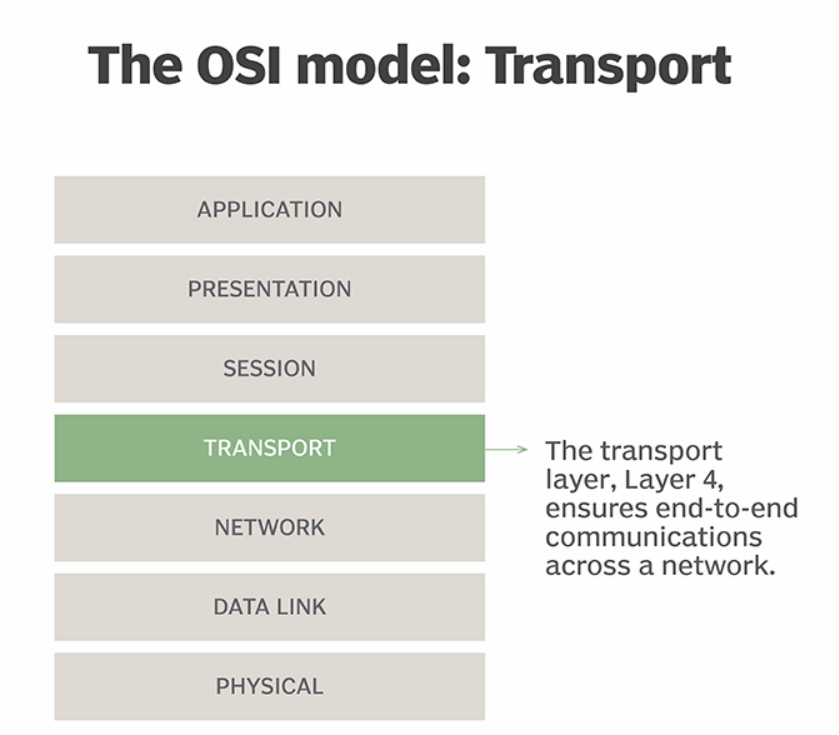 The OSI model: Transport
APPLICATION
PRESENTATION
SESSION
TRANSPORT
The transport
layer, Layer 4,
ensures end-to-end
communications
across a network.
NETWORK
DATA LINK
PHYSICAL